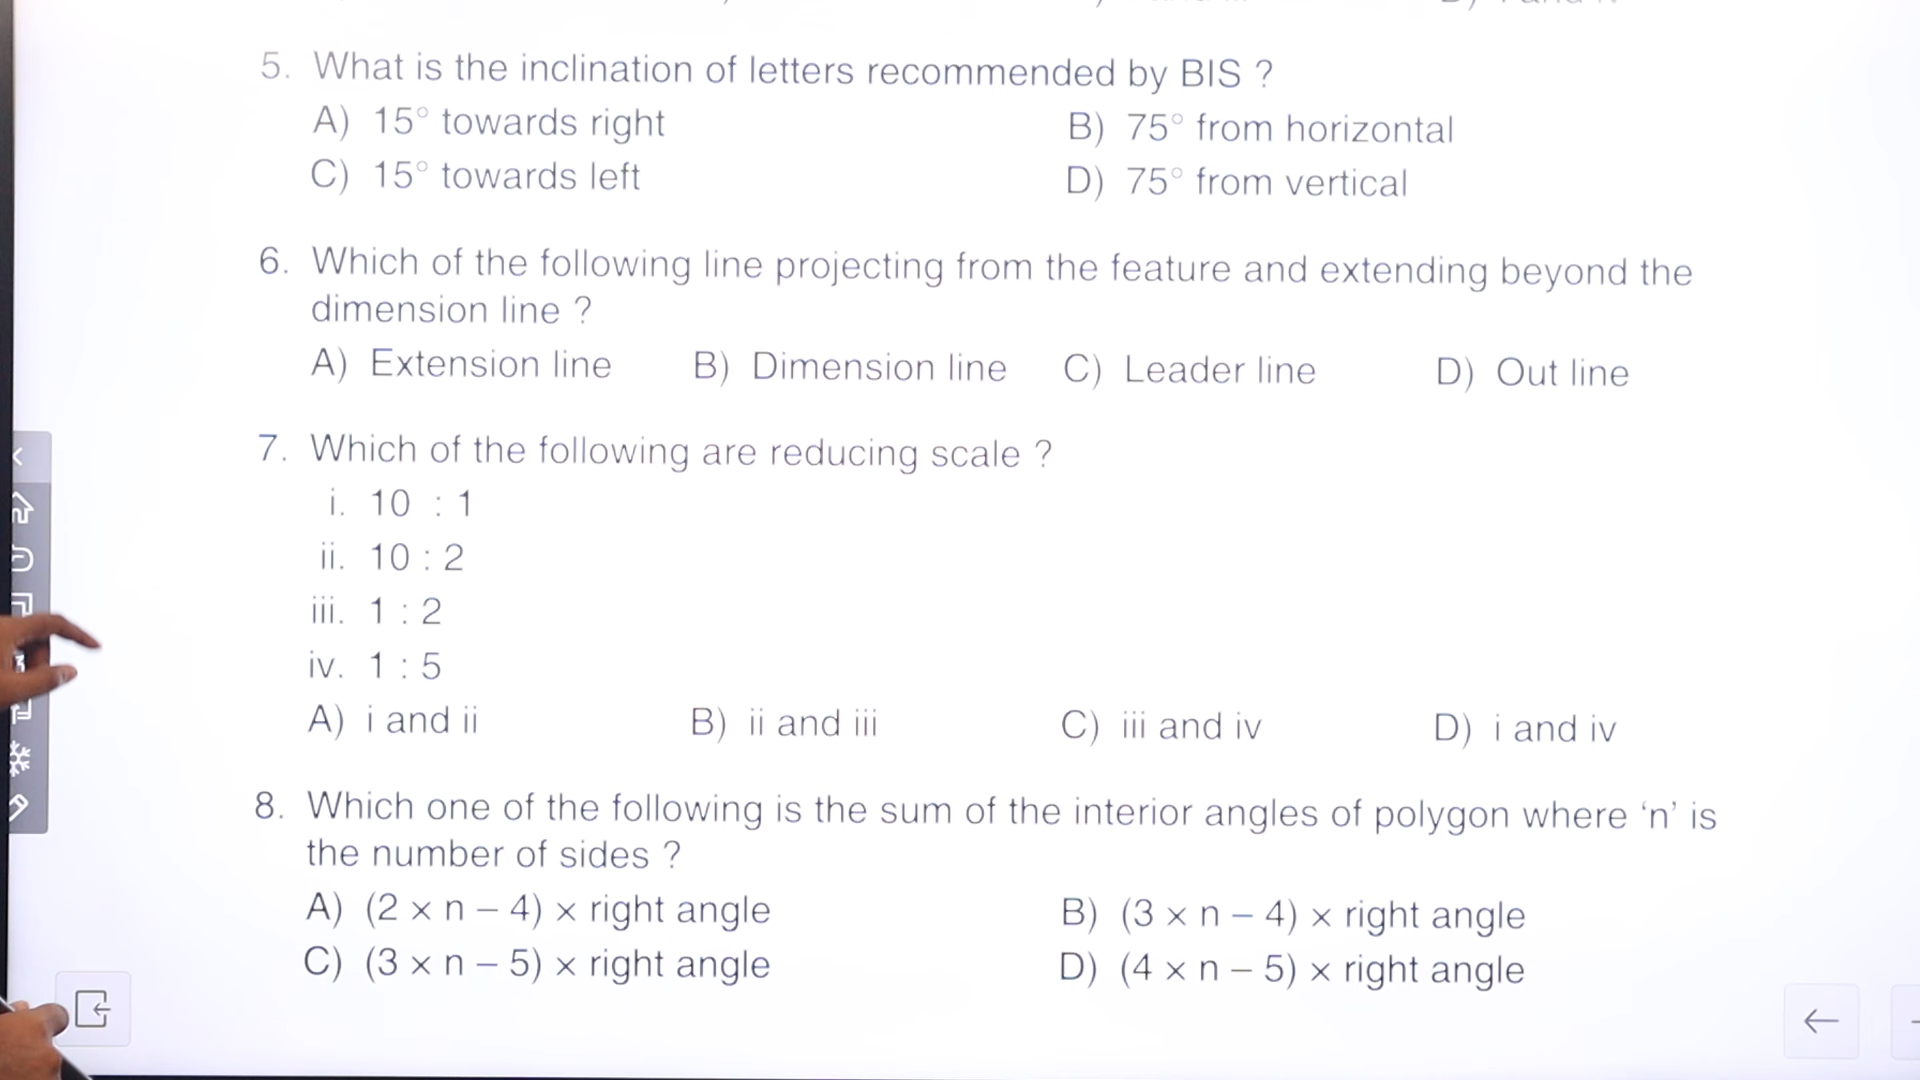 5. What is the inclination of letters recommended by BIS ?
A) 15° towards right B) 75° from horizontal
C) 15° towards left D) 75° from vertical
6. Which of the following line projecting from the feature and extending beyond the
dimension line ?
A) Extension line B) Dimension line C) Leader line D) Out line
7. Which of the following are reducing scale ?
i. 10 : 1
ii. 10 : 2
iii. 1 : 2
iv. 1 : 5
A) i and ii B) ii and iii C) iii and iv D) i and iv
8. Which one of the following is the sum of the interior angles of polygon where ‘n’ is
the number of sides ?
A) (2 × n – 4) × right angle B) (3 × n – 4) × right angle
C) (3 × n – 5) × right angle D) (4 × n – 5) × right angle